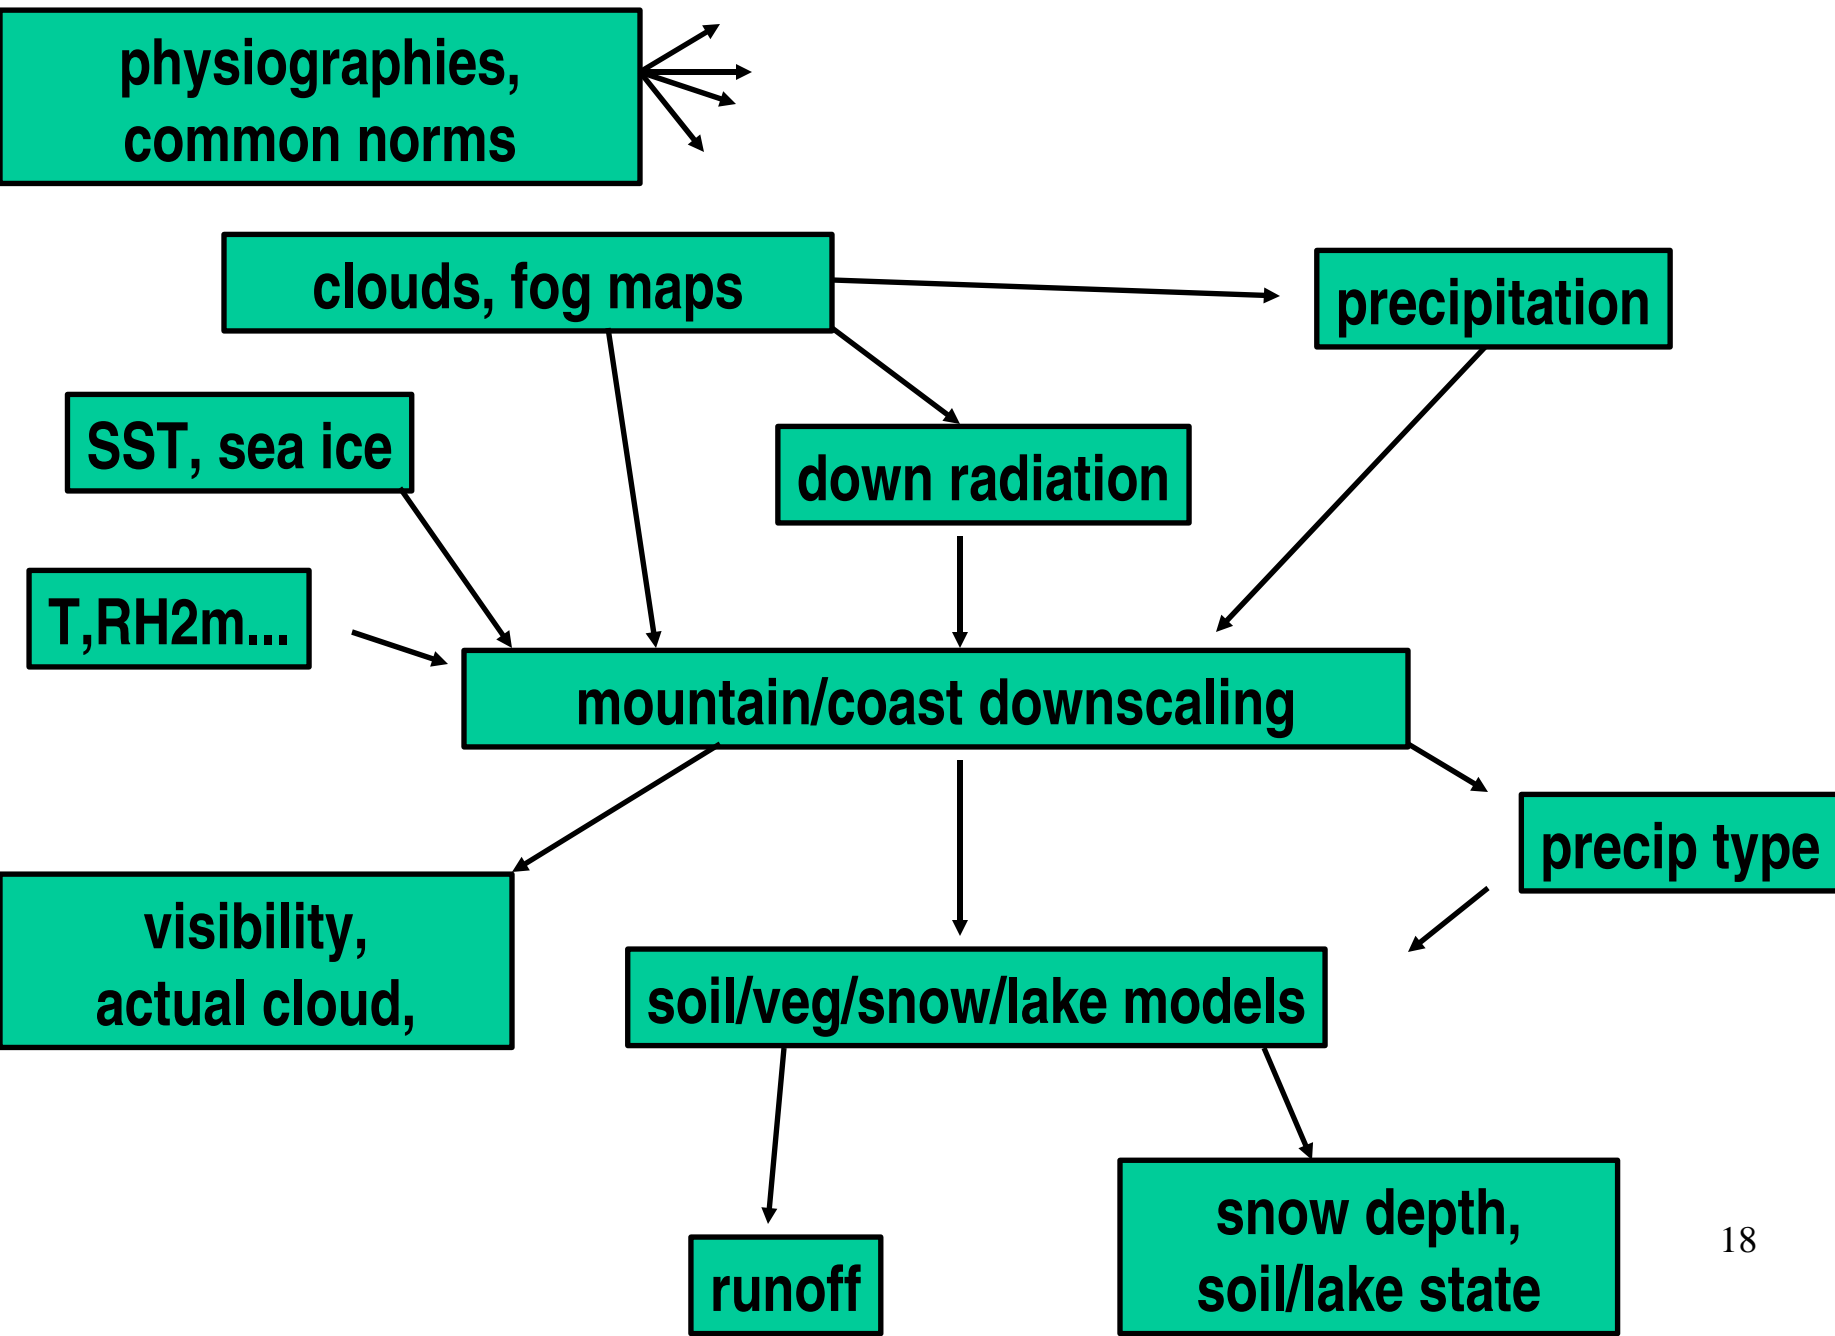 physiographies,
common norms
clouds, fog maps
precipitation
SST, sea ice
down radiation
T,RH2m...
mountain/coast downscaling
precip type
visibility,
actual cloud,
soil/veg/snow/lake models
snow depth,
soil/lake state
runoff
18